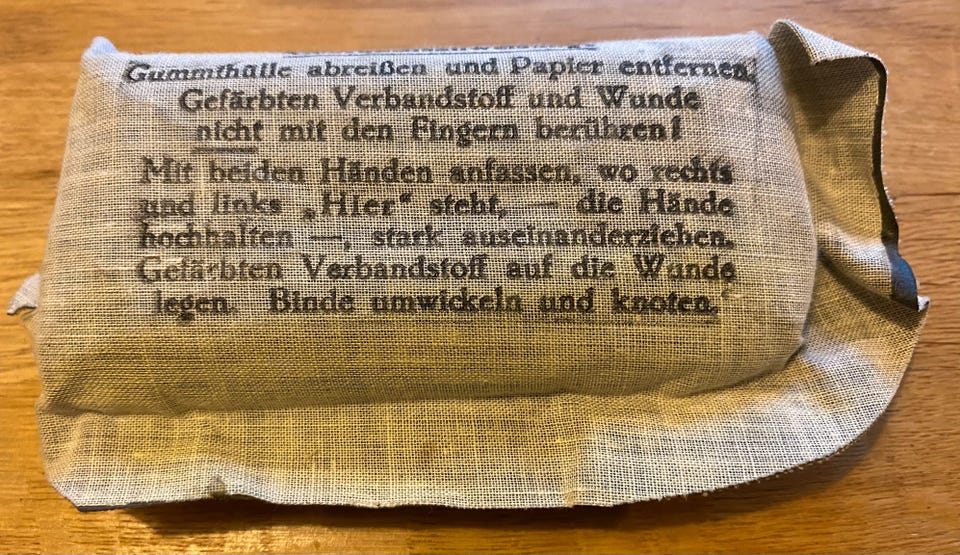 Gummihülle abreißen und Papier entfernen.
Gefärbten Verbandstoff und Wunde
nicht mit den Fingern berühren!
Mit beiden Händen anfassen, wo rechts
und links „Hier“ steht, — die Hände
hochhalten —, stark auseinanderziehen.
Gefärbten Verbandstoff auf die Wunde
legen. Binde umwickeln und knoten.